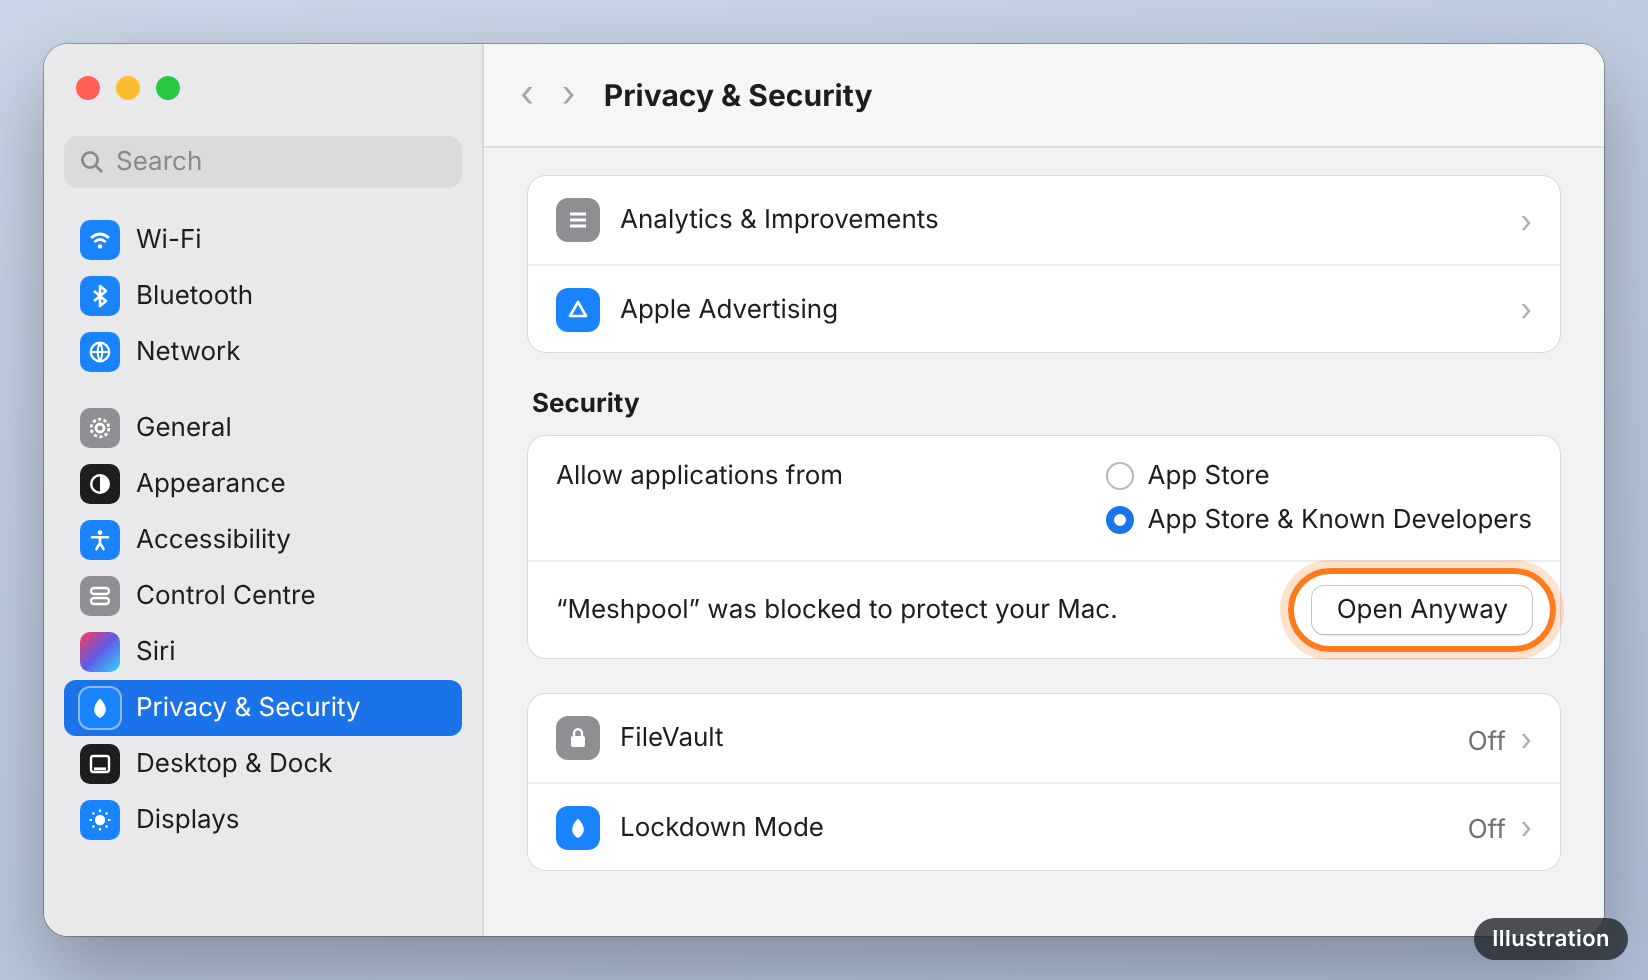 Search
Wi-Fi
Bluetooth
Network
General
Appearance
Accessibility
Control Centre
Siri
Privacy & Security
Desktop & Dock
Displays
Privacy & Security
Analytics & Improvements
Apple Advertising
Security
Allow applications from
App Store
App Store & Known Developers
“Meshpool” was blocked to protect your Mac.
Open Anyway
FileVault
Off
Lockdown Mode
Off
Illustration